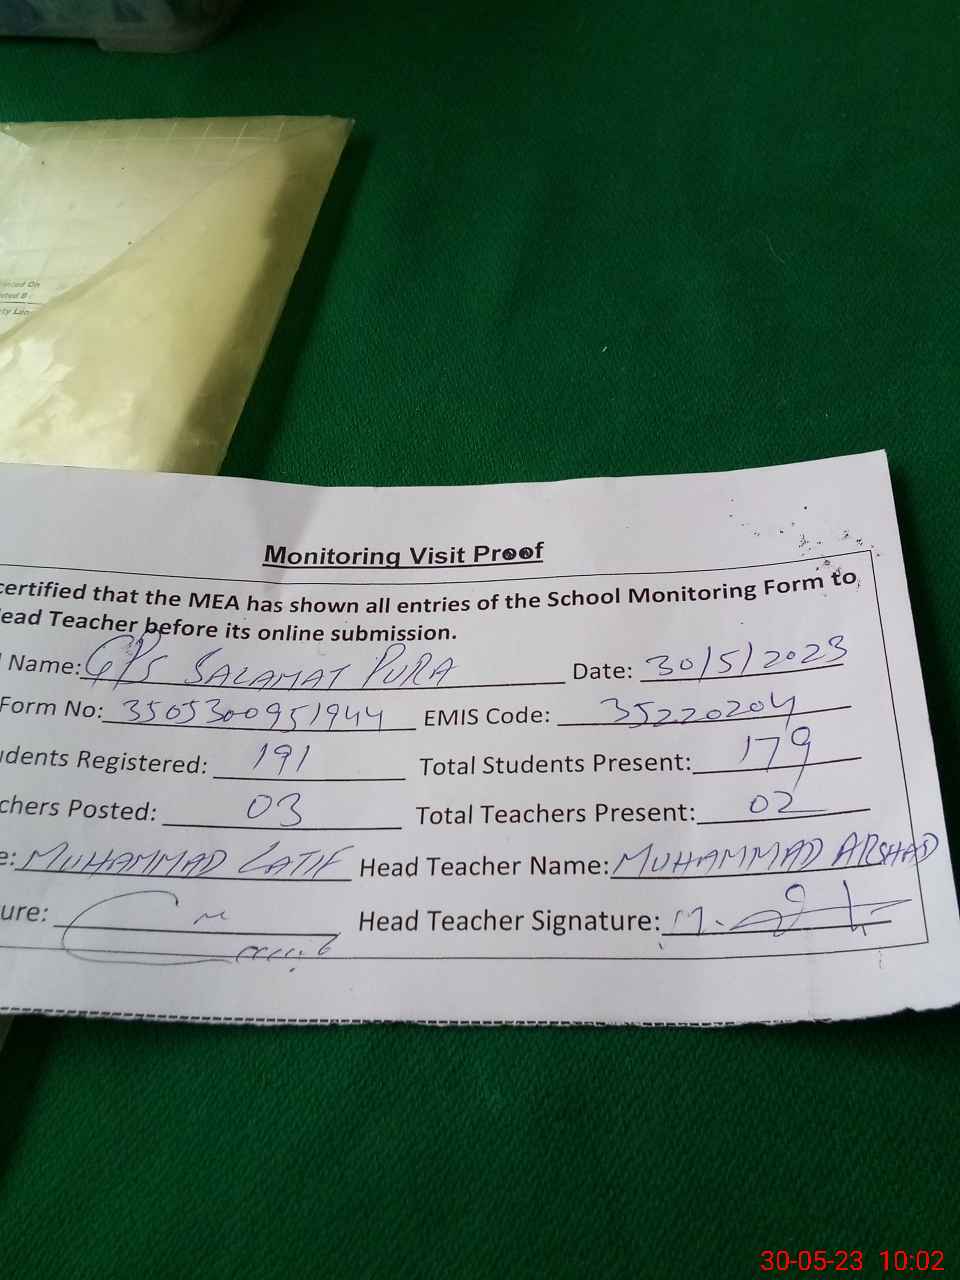 inted On
Monitoring Visit Proof
certified that the MEA has shown all entries of the School Monitoring Form to
ead Teacher before its online submission.
Name: GPS SALAMAT PURA Date: 30/5/2023
Form No: 3505300951944 EMIS Code: 35220204
udents Registered: 191 Total Students Present: 179
chers Posted: 03 Total Teachers Present: 02
e: MUHAMMAD LATIF Head Teacher Name: MUHAMMAD ARSHAD
ure: Head Teacher Signature:
30-05-23 10:02